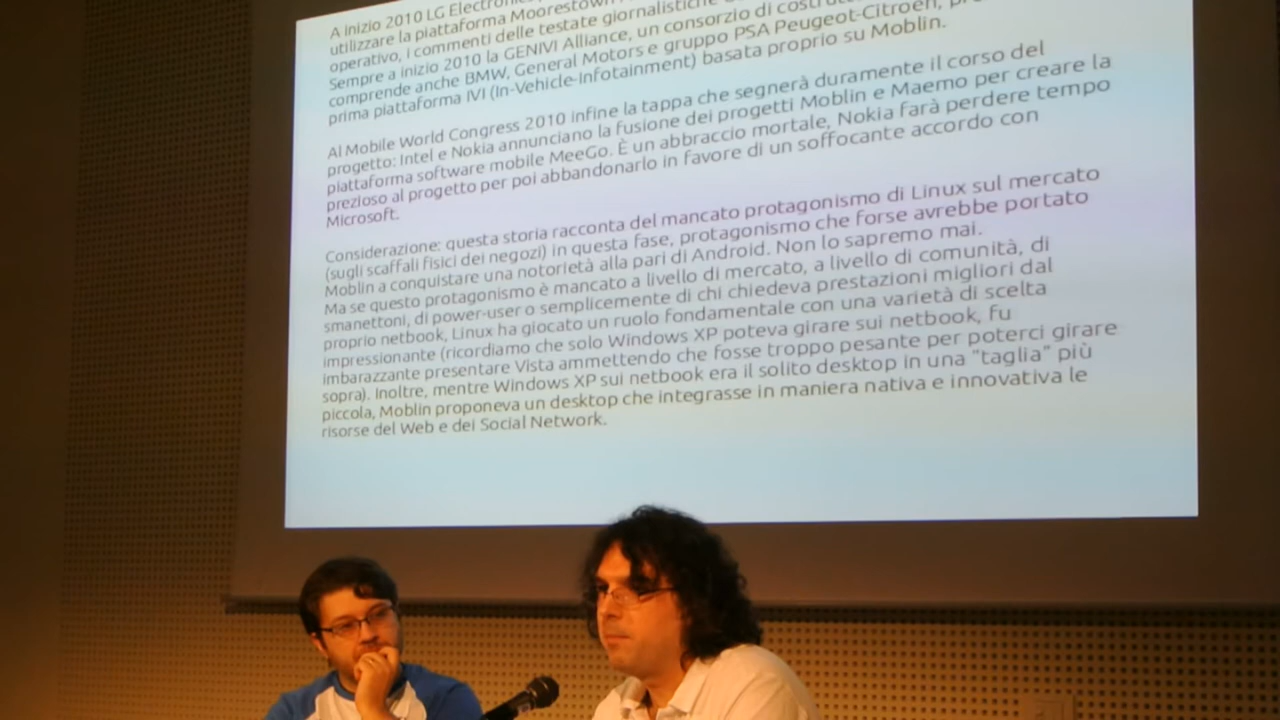 A inizio 2010 LG Electronics
utilizzare la piattaforma Moorestown
operativo, i commenti delle testate giornalistiche
Sempre a inizio 2010 la GENIVI Alliance, un consorzio di
comprende anche BMW, General Motors e gruppo PSA Peugeot-Citroën,
prima piattaforma IVI (In-Vehicle-Infotainment) basata proprio su Moblin.
Al Mobile World Congress 2010 infine la tappa che segnerà duramente il corso del
progetto: Intel e Nokia annunciano la fusione dei progetti Moblin e Maemo per creare la
piattaforma software mobile MeeGo. È un abbraccio mortale, Nokia farà perdere tempo
prezioso al progetto per poi abbandonarlo in favore di un soffocante accordo con
Microsoft.
Considerazione: questa storia racconta del mancato protagonismo di Linux sul mercato
(sugli scaffali fisici dei negozi) in questa fase, protagonismo che forse avrebbe portato
Moblin a conquistare una notorietà alla pari di Android. Non lo sapremo mai.
Ma se questo protagonismo è mancato a livello di mercato, a livello di comunità, di
smanettoni, di power-user o semplicemente di chi chiedeva prestazioni migliori dal
proprio netbook, Linux ha giocato un ruolo fondamentale con una varietà di scelta
impressionante (ricordiamo che solo Windows XP poteva girare sui netbook, fu
imbarazzante presentare Vista ammettendo che fosse troppo pesante per poterci girare
sopra). Inoltre, mentre Windows XP sui netbook era il solito desktop in una "taglia" più
piccola, Moblin proponeva un desktop che integrasse in maniera nativa e innovativa le
risorse del Web e dei Social Network.